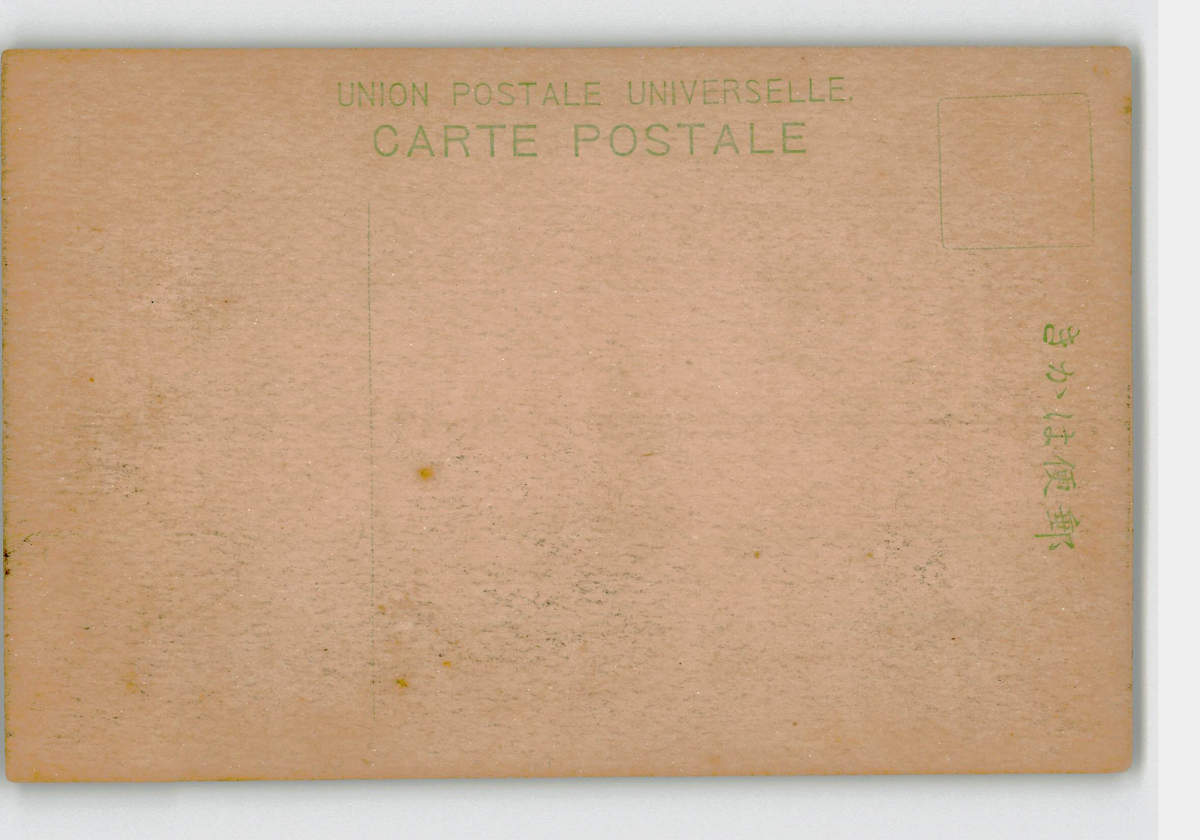 UNION POSTALE UNIVERSELLE.
CARTE POSTALE
郵便はかき